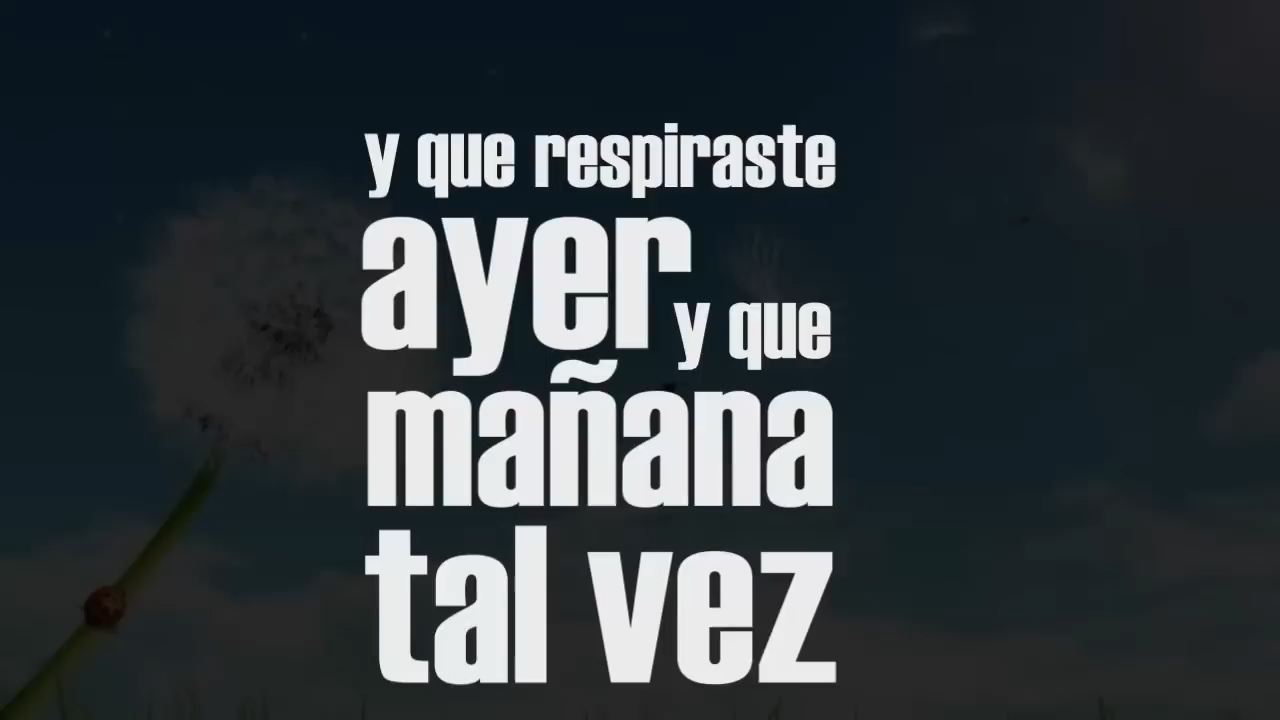 y que respiraste
ayer y que
mañana
tal vez